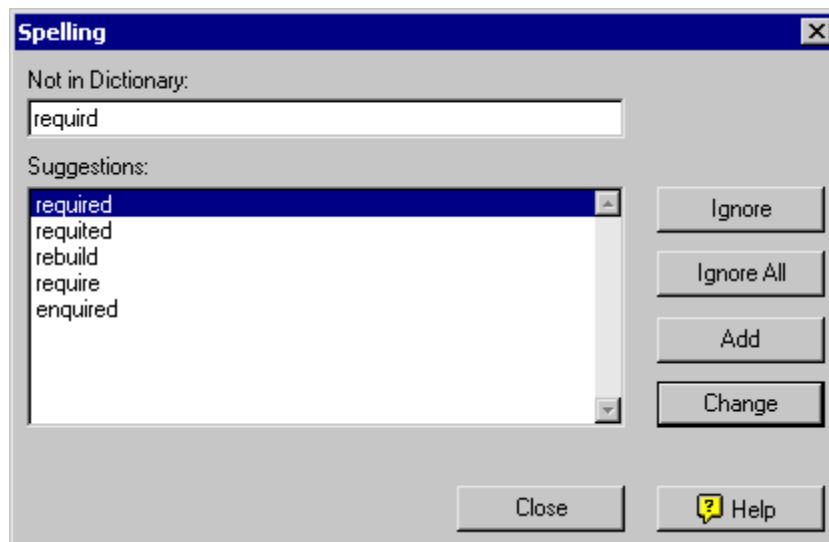 Spelling
Not in Dictionary:
requird
Suggestions:
required
requited
rebuild
require
enquired
Ignore
Ignore All
Add
Change
Close
? Help